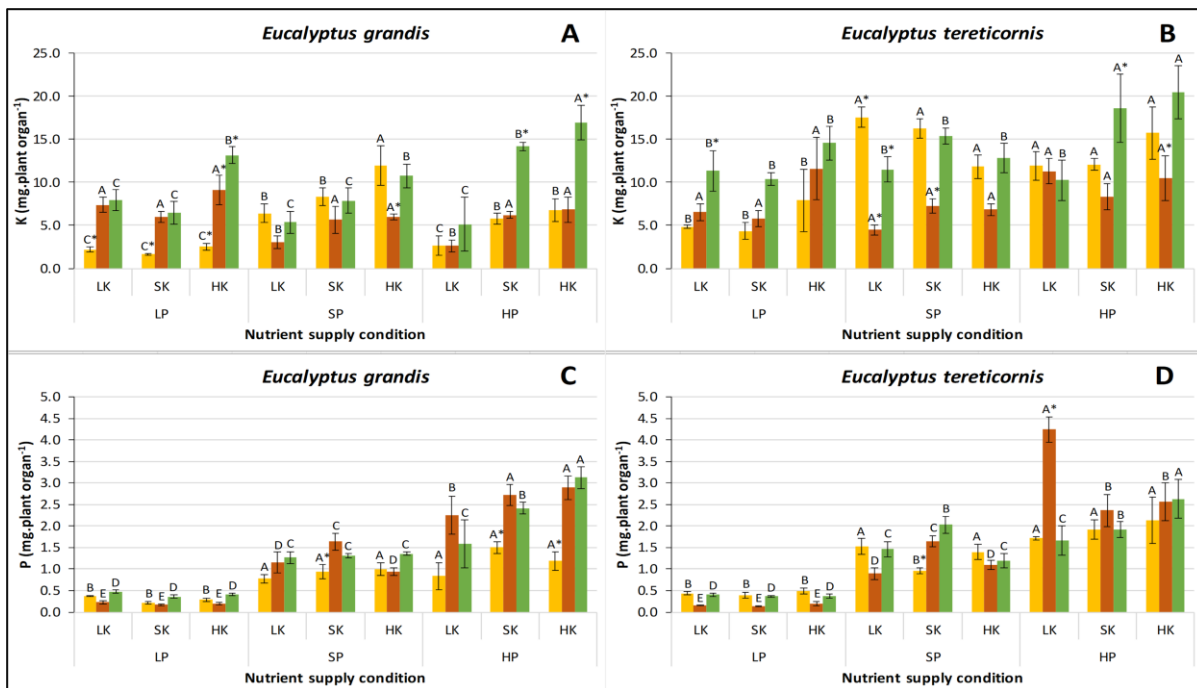 Eucalyptus grandis
A
K (mg.plant organ⁻¹)
25.0
20.0
15.0
10.0
5.0
0.0
C* A C C* A C C* A* B* B B C B A C A A* B C B C B A B* B A A*
LK SK HK LK SK HK LK SK HK
LP SP HP
Nutrient supply condition
Eucalyptus tereticornis
B
K (mg.plant organ⁻¹)
25.0
20.0
15.0
10.0
5.0
0.0
B A B* B A B B A B A* A* B* A A* B A A B A A B A A A* A A* A
LK SK HK LK SK HK LK SK HK
LP SP HP
Nutrient supply condition
Eucalyptus grandis
C
P (mg.plant organ⁻¹)
5.0
4.5
4.0
3.5
3.0
2.5
2.0
1.5
1.0
0.5
0.0
B E D B E D B E D A D C A* C C A D C A B C A* A B A* A A
LK SK HK LK SK HK LK SK HK
LP SP HP
Nutrient supply condition
Eucalyptus tereticornis
D
P (mg.plant organ⁻¹)
5.0
4.5
4.0
3.5
3.0
2.5
2.0
1.5
1.0
0.5
0.0
B E D B E D B E D A D C B* C B A D C A A* C A B B A B A
LK SK HK LK SK HK LK SK HK
LP SP HP
Nutrient supply condition